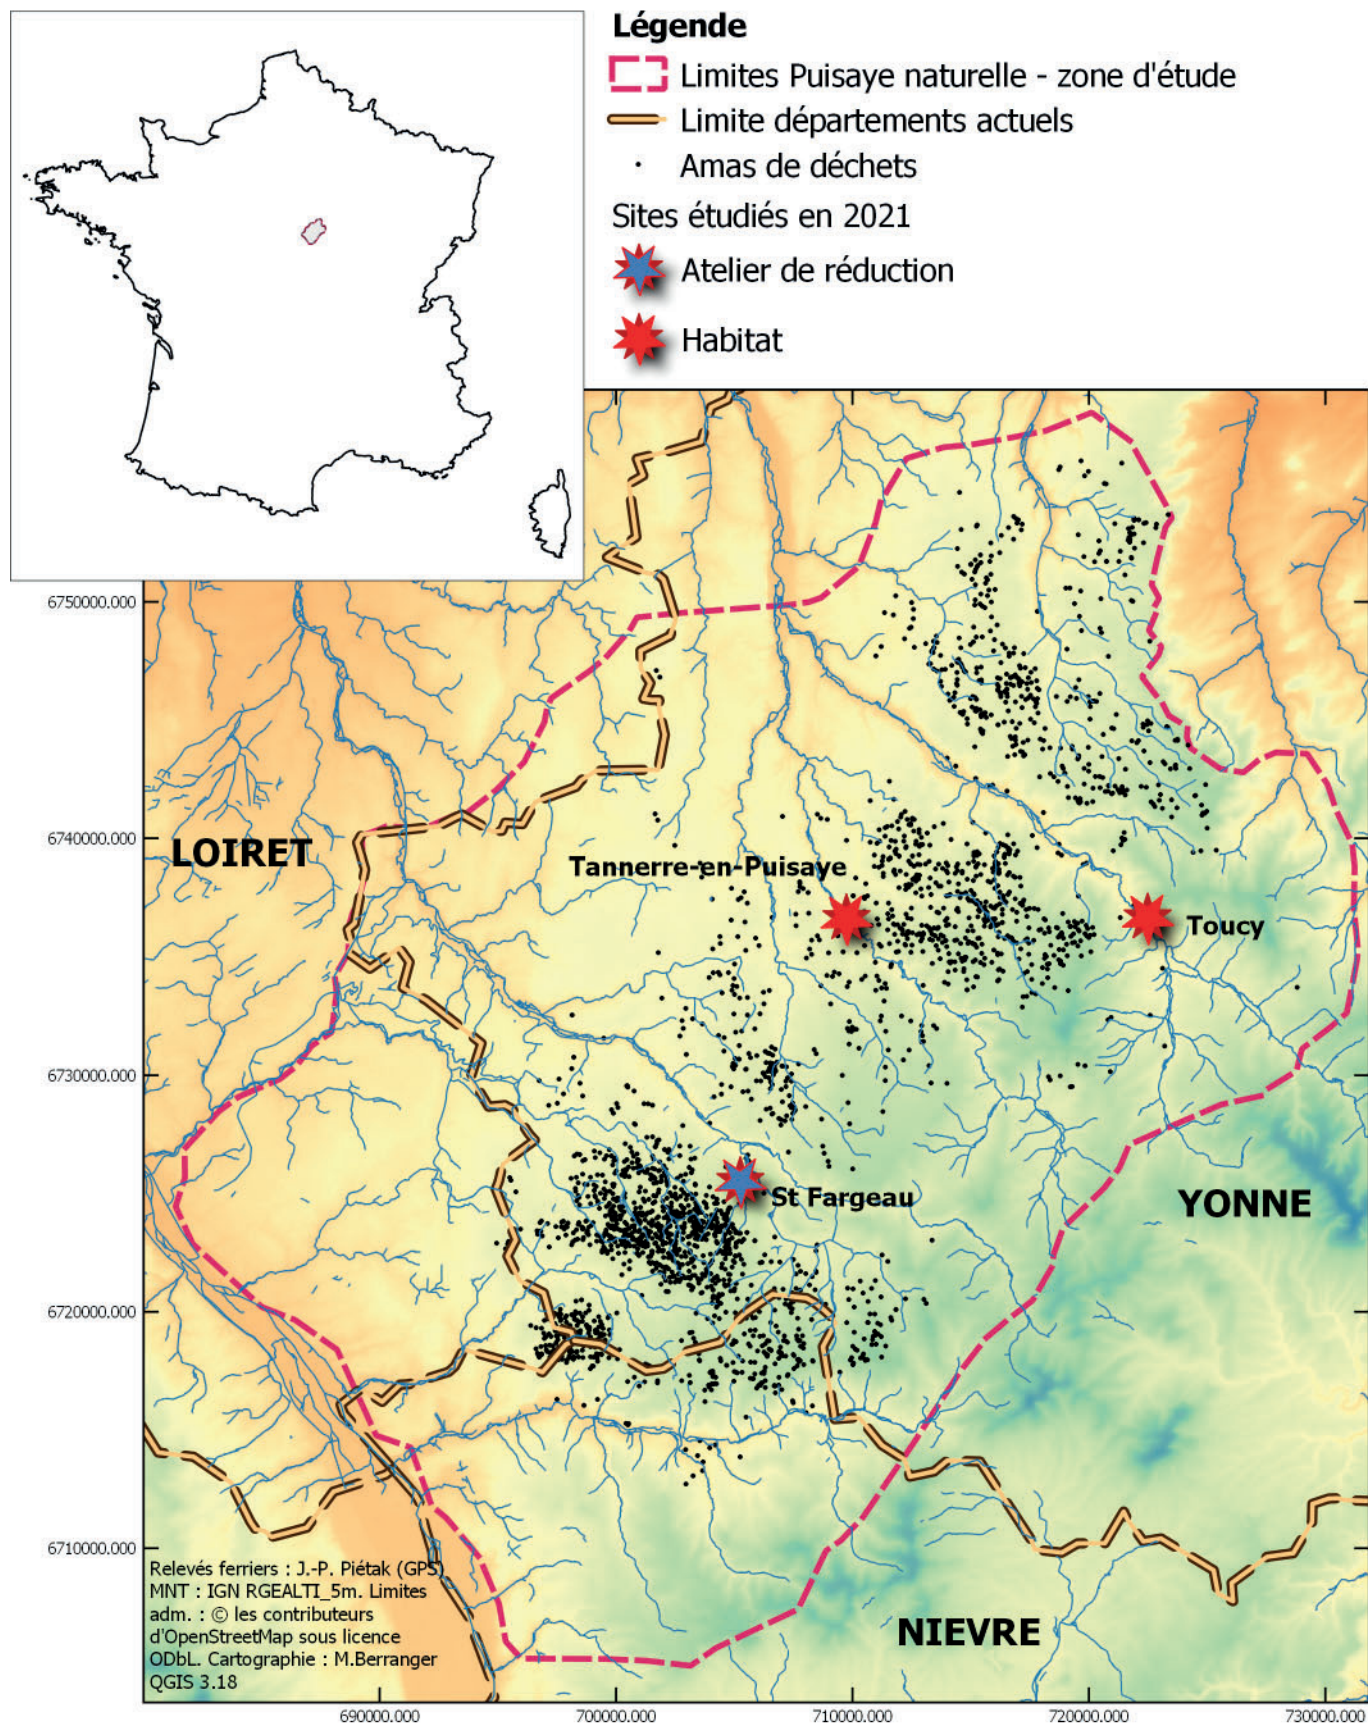 Légende
Limites Puisaye naturelle - zone d'étude
Limite départements actuels
Amas de déchets
Sites étudiés en 2021
Atelier de réduction
Habitat
6750000.000
6740000.000
6730000.000
6720000.000
6710000.000
LOIRET
Tannerre-en-Puisaye
Toucy
St Fargeau
YONNE
NIEVRE
Relevés ferriers : J.-P. Piétak (GPS)
MNT : IGN RGEALTI_5m. Limites
adm. : © les contributeurs
d'OpenStreetMap sous licence
ODbL. Cartographie : M.Berranger
QGIS 3.18
690000.000
700000.000
710000.000
720000.000
730000.000